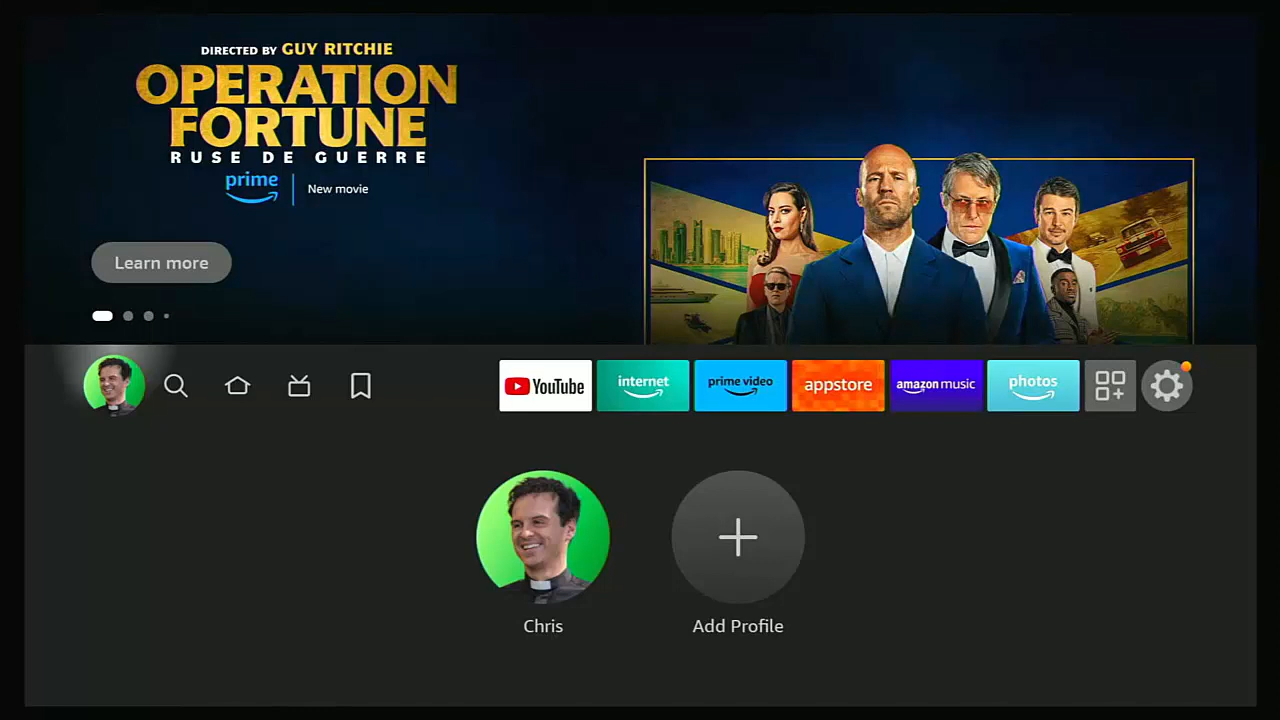 DIRECTED BY GUY RITCHIE
OPERATION
FORTUNE
RUSE DE GUERRE
prime
New movie
Learn more
YouTube
internet
prime video
appstore
amazon music
photos
Chris
Add Profile